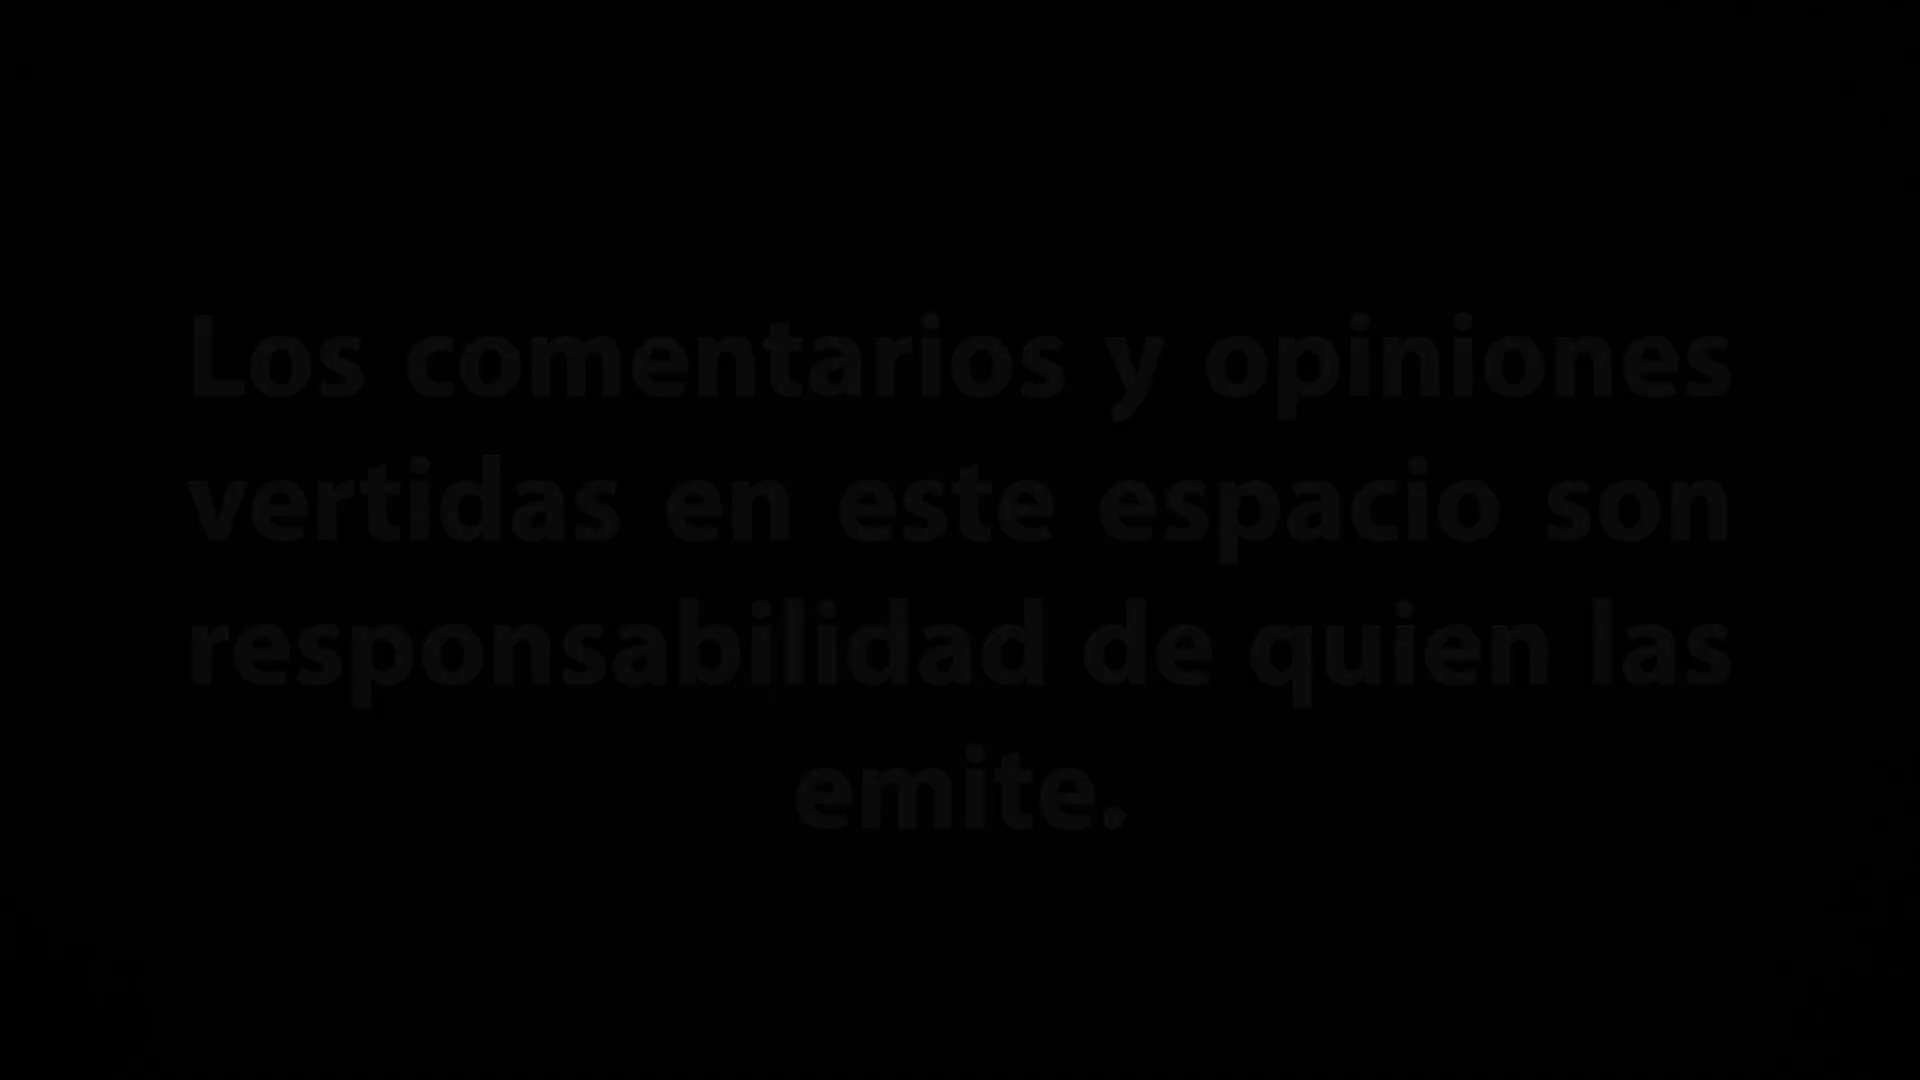 Los comentarios y opiniones
vertidas en este espacio son
responsabilidad de quien las
emite.